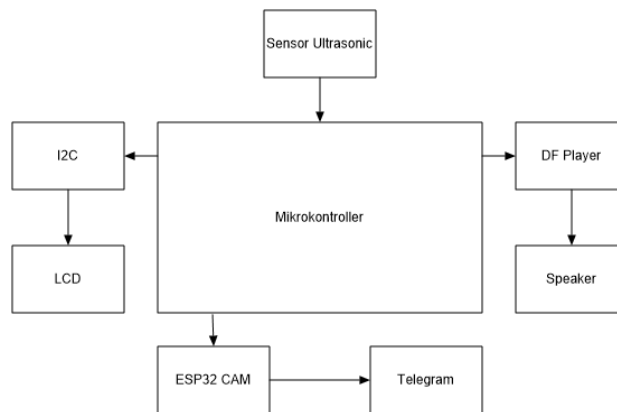 Sensor Ultrasonic
I2C
DF Player
Mikrokontroller
LCD
Speaker
ESP32 CAM
Telegram